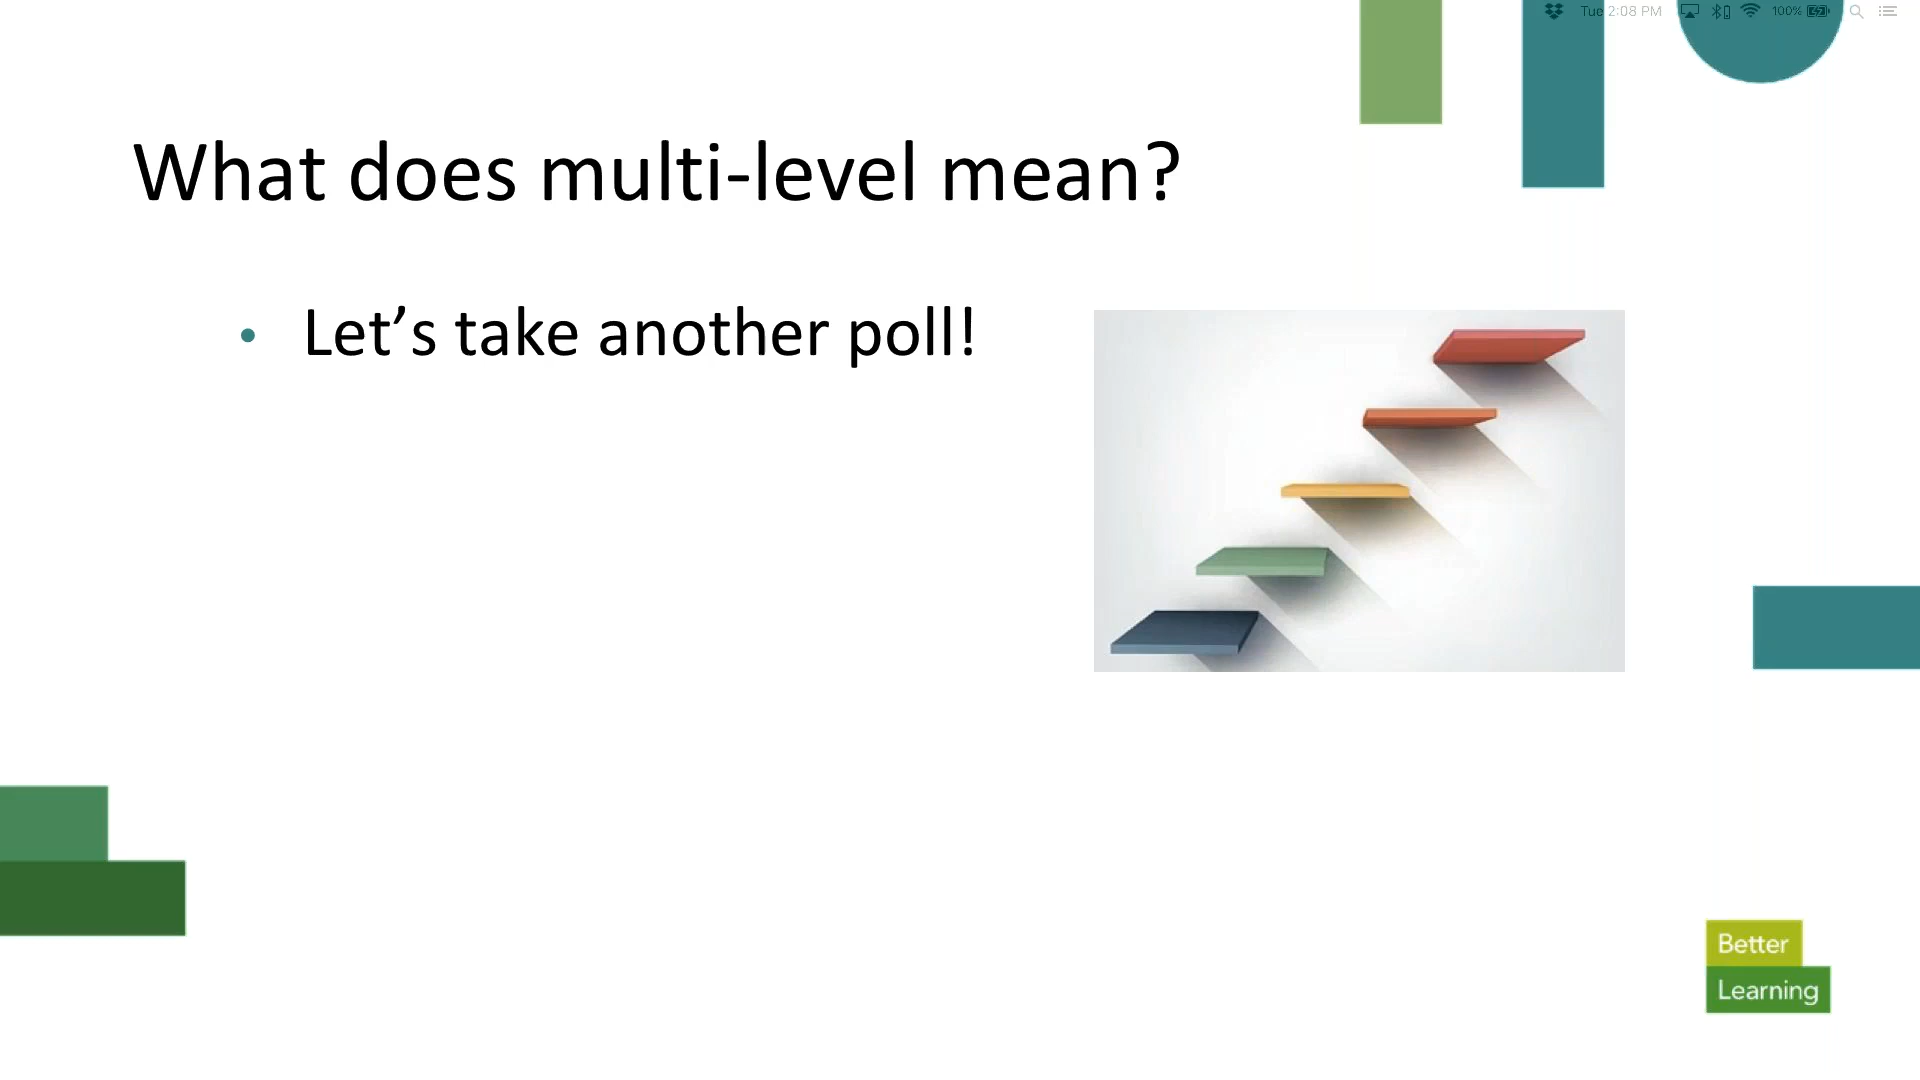 Tue 2:08 PM 100%
What does multi-level mean?
• Let’s take another poll!
Better
Learning